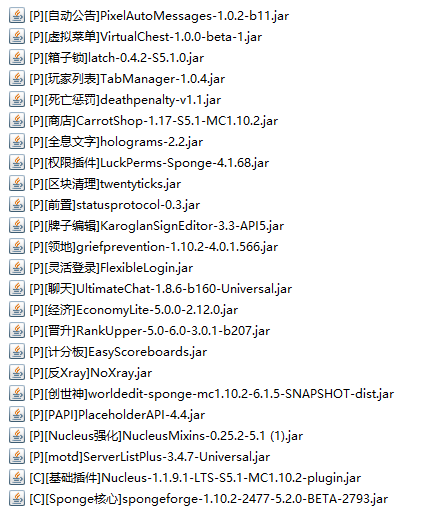 [P][自动公告]PixelAutoMessages-1.0.2-b11.jar
[P][虚拟菜单]VirtualChest-1.0.0-beta-1.jar
[P][箱子锁]latch-0.4.2-S5.1.0.jar
[P][玩家列表]TabManager-1.0.4.jar
[P][死亡惩罚]deathpenalty-v1.1.jar
[P][商店]CarrotShop-1.17-S5.1-MC1.10.2.jar
[P][全息文字]holograms-2.2.jar
[P][权限插件]LuckPerms-Sponge-4.1.68.jar
[P][区块清理]twentyticks.jar
[P][前置]statusprotocol-0.3.jar
[P][牌子编辑]KaroglanSignEditor-3.3-API5.jar
[P][领地]griefprevention-1.10.2-4.0.1.566.jar
[P][灵活登录]FlexibleLogin.jar
[P][聊天]UltimateChat-1.8.6-b160-Universal.jar
[P][经济]EconomyLite-5.0.0-2.12.0.jar
[P][晋升]RankUpper-5.0-6.0-3.0.1-b207.jar
[P][计分板]EasyScoreboards.jar
[P][反Xray]NoXray.jar
[P][创世神]worldedit-sponge-mc1.10.2-6.1.5-SNAPSHOT-dist.jar
[P][PAPI]PlaceholderAPI-4.4.jar
[P][Nucleus强化]NucleusMixins-0.25.2-5.1 (1).jar
[P][motd]ServerListPlus-3.4.7-Universal.jar
[C][基础插件]Nucleus-1.1.9.1-LTS-S5.1-MC1.10.2-plugin.jar
[C][Sponge核心]spongeforge-1.10.2-2477-5.2.0-BETA-2793.jar